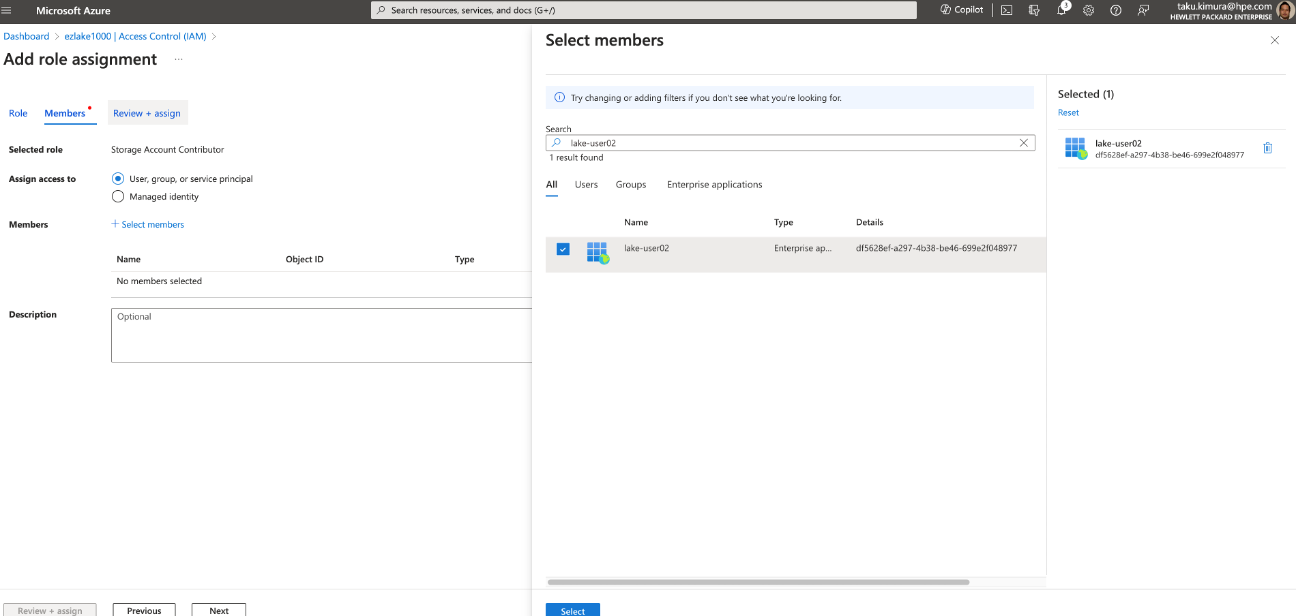 Microsoft Azure
Search resources, services, and docs (G+/)
Copilot
3
taku.kimura@hpe.com
HEWLETT PACKARD ENTERPRISE
Dashboard > ezlake1000 | Access Control (IAM) >
Add role assignment
...
Role
Members
Review + assign
Selected role
Storage Account Contributor
Assign access to
User, group, or service principal
Managed identity
Members
+ Select members
Name Object ID Type
No members selected
Description
Optional
Review + assign
Previous
Next
Select members
Try changing or adding filters if you don't see what you're looking for.
Search
lake-user02
1 result found
All Users Groups Enterprise applications
Name Type Details
lake-user02 Enterprise ap... df5628ef-a297-4b38-be46-699e2f048977
Select
Selected (1)
Reset
lake-user02
df5628ef-a297-4b38-be46-699e2f048977